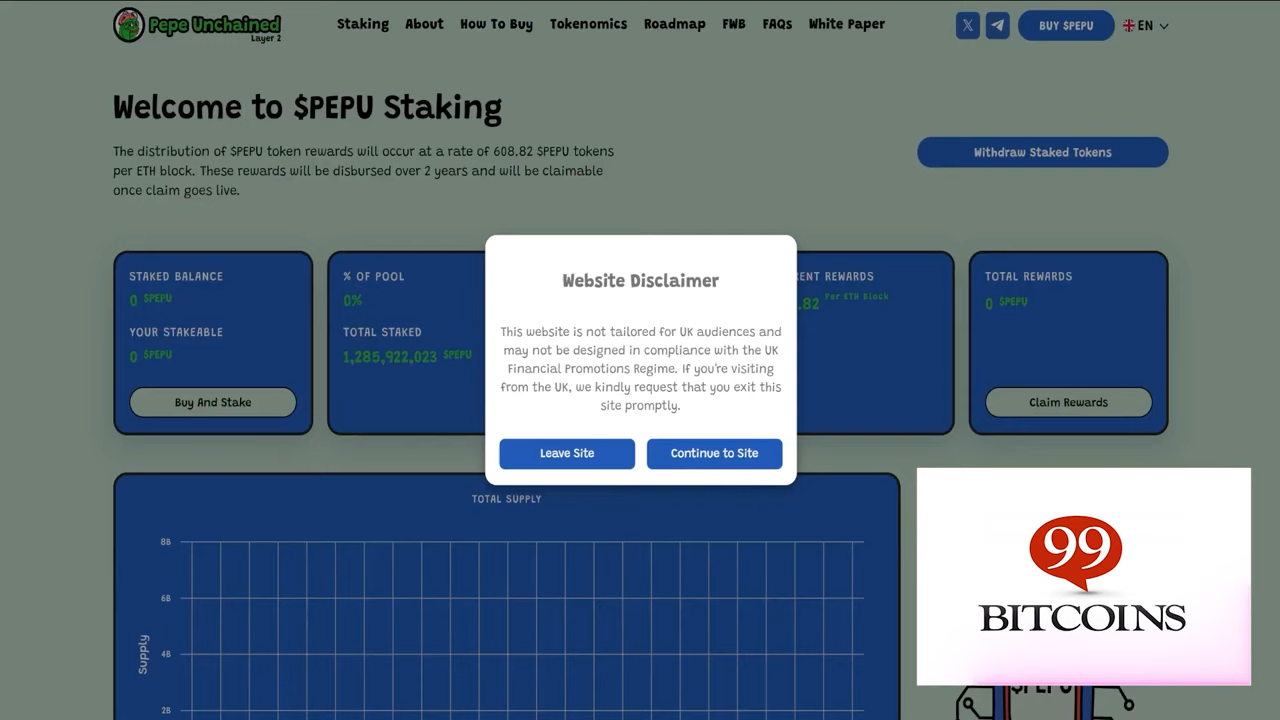 Pepe Unchained
Layer 2
Staking
About
How To Buy
Tokenomics
Roadmap
FWB
FAQs
White Paper
BUY $PEPU
EN
Welcome to $PEPU Staking
The distribution of $PEPU token rewards will occur at a rate of 608.82 $PEPU tokens
per ETH block. These rewards will be disbursed over 2 years and will be claimable
once claim goes live.
Withdraw Staked Tokens
STAKED BALANCE
0 $PEPU
YOUR STAKEABLE
0 $PEPU
Buy And Stake
% OF POOL
0%
TOTAL STAKED
1,285,922,023 $PEPU
ENT REWARDS
.82 Per ETH Block
TOTAL REWARDS
0 $PEPU
Claim Rewards
Website Disclaimer
This website is not tailored for UK audiences and
may not be designed in compliance with the UK
Financial Promotions Regime. If you're visiting
from the UK, we kindly request that you exit this
site promptly.
Leave Site
Continue to Site
TOTAL SUPPLY
8B
6B
4B
2B
Supply
99
BITCOINS
$PEPU